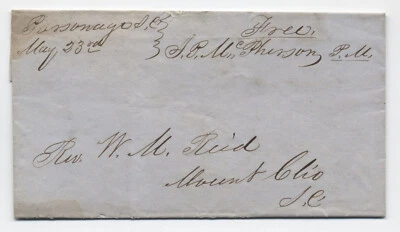 Parsonage S.C.
May 23rd
Free.
J.P. McPherson P.M.
Rev. W. M. Reid
Mount Clio
S.C.